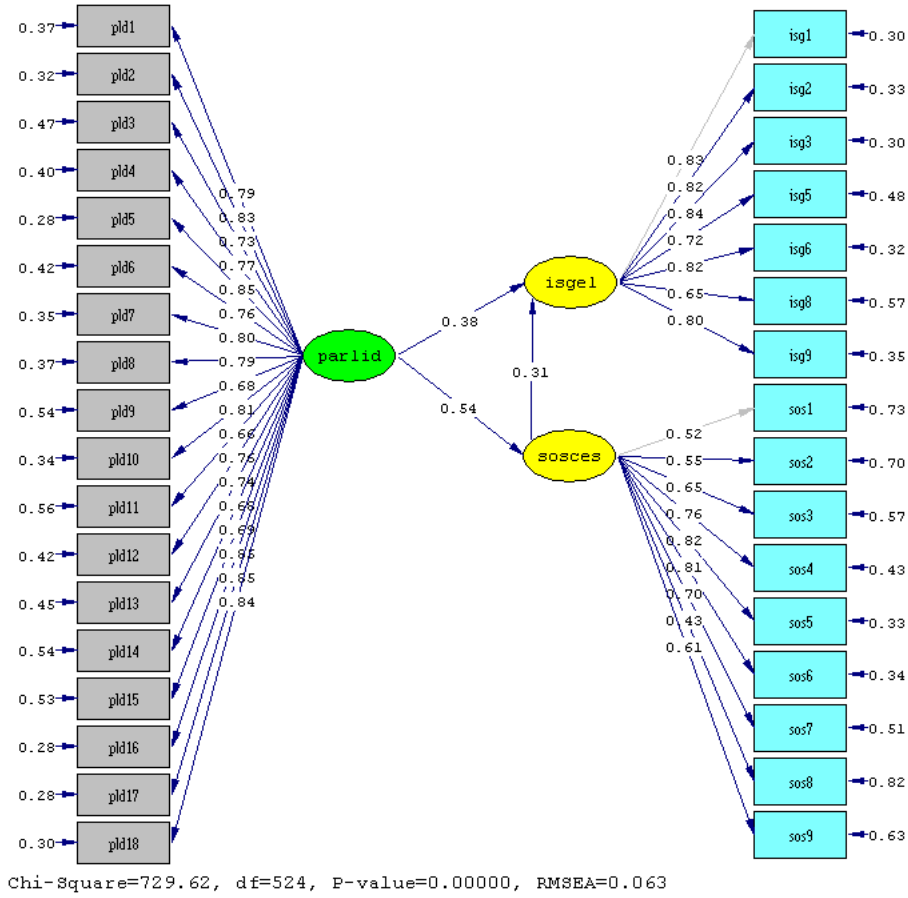 0.37 pld1
0.32 pld2
0.47 pld3
0.40 pld4
0.28 pld5
0.42 pld6
0.35 pld7
0.37 pld8
0.54 pld9
0.34 pld10
0.56 pld11
0.42 pld12
0.45 pld13
0.54 pld14
0.53 pld15
0.28 pld16
0.28 pld17
0.30 pld18
0.79
0.83
0.73
0.77
0.85
0.76
0.80
0.79
0.68
0.81
0.66
0.76
0.74
0.68
0.69
0.85
0.85
0.84
parlid
0.38
0.54
isgel
0.31
sosces
0.83
0.82
0.84
0.72
0.82
0.65
0.80
0.52
0.55
0.65
0.76
0.82
0.81
0.70
0.43
0.61
isg1 0.30
isg2 0.33
isg3 0.30
isg5 0.48
isg6 0.32
isg8 0.57
isg9 0.35
sos1 0.73
sos2 0.70
sos3 0.57
sos4 0.43
sos5 0.33
sos6 0.34
sos7 0.51
sos8 0.82
sos9 0.63
Chi-Square=729.62, df=524, P-value=0.00000, RMSEA=0.063